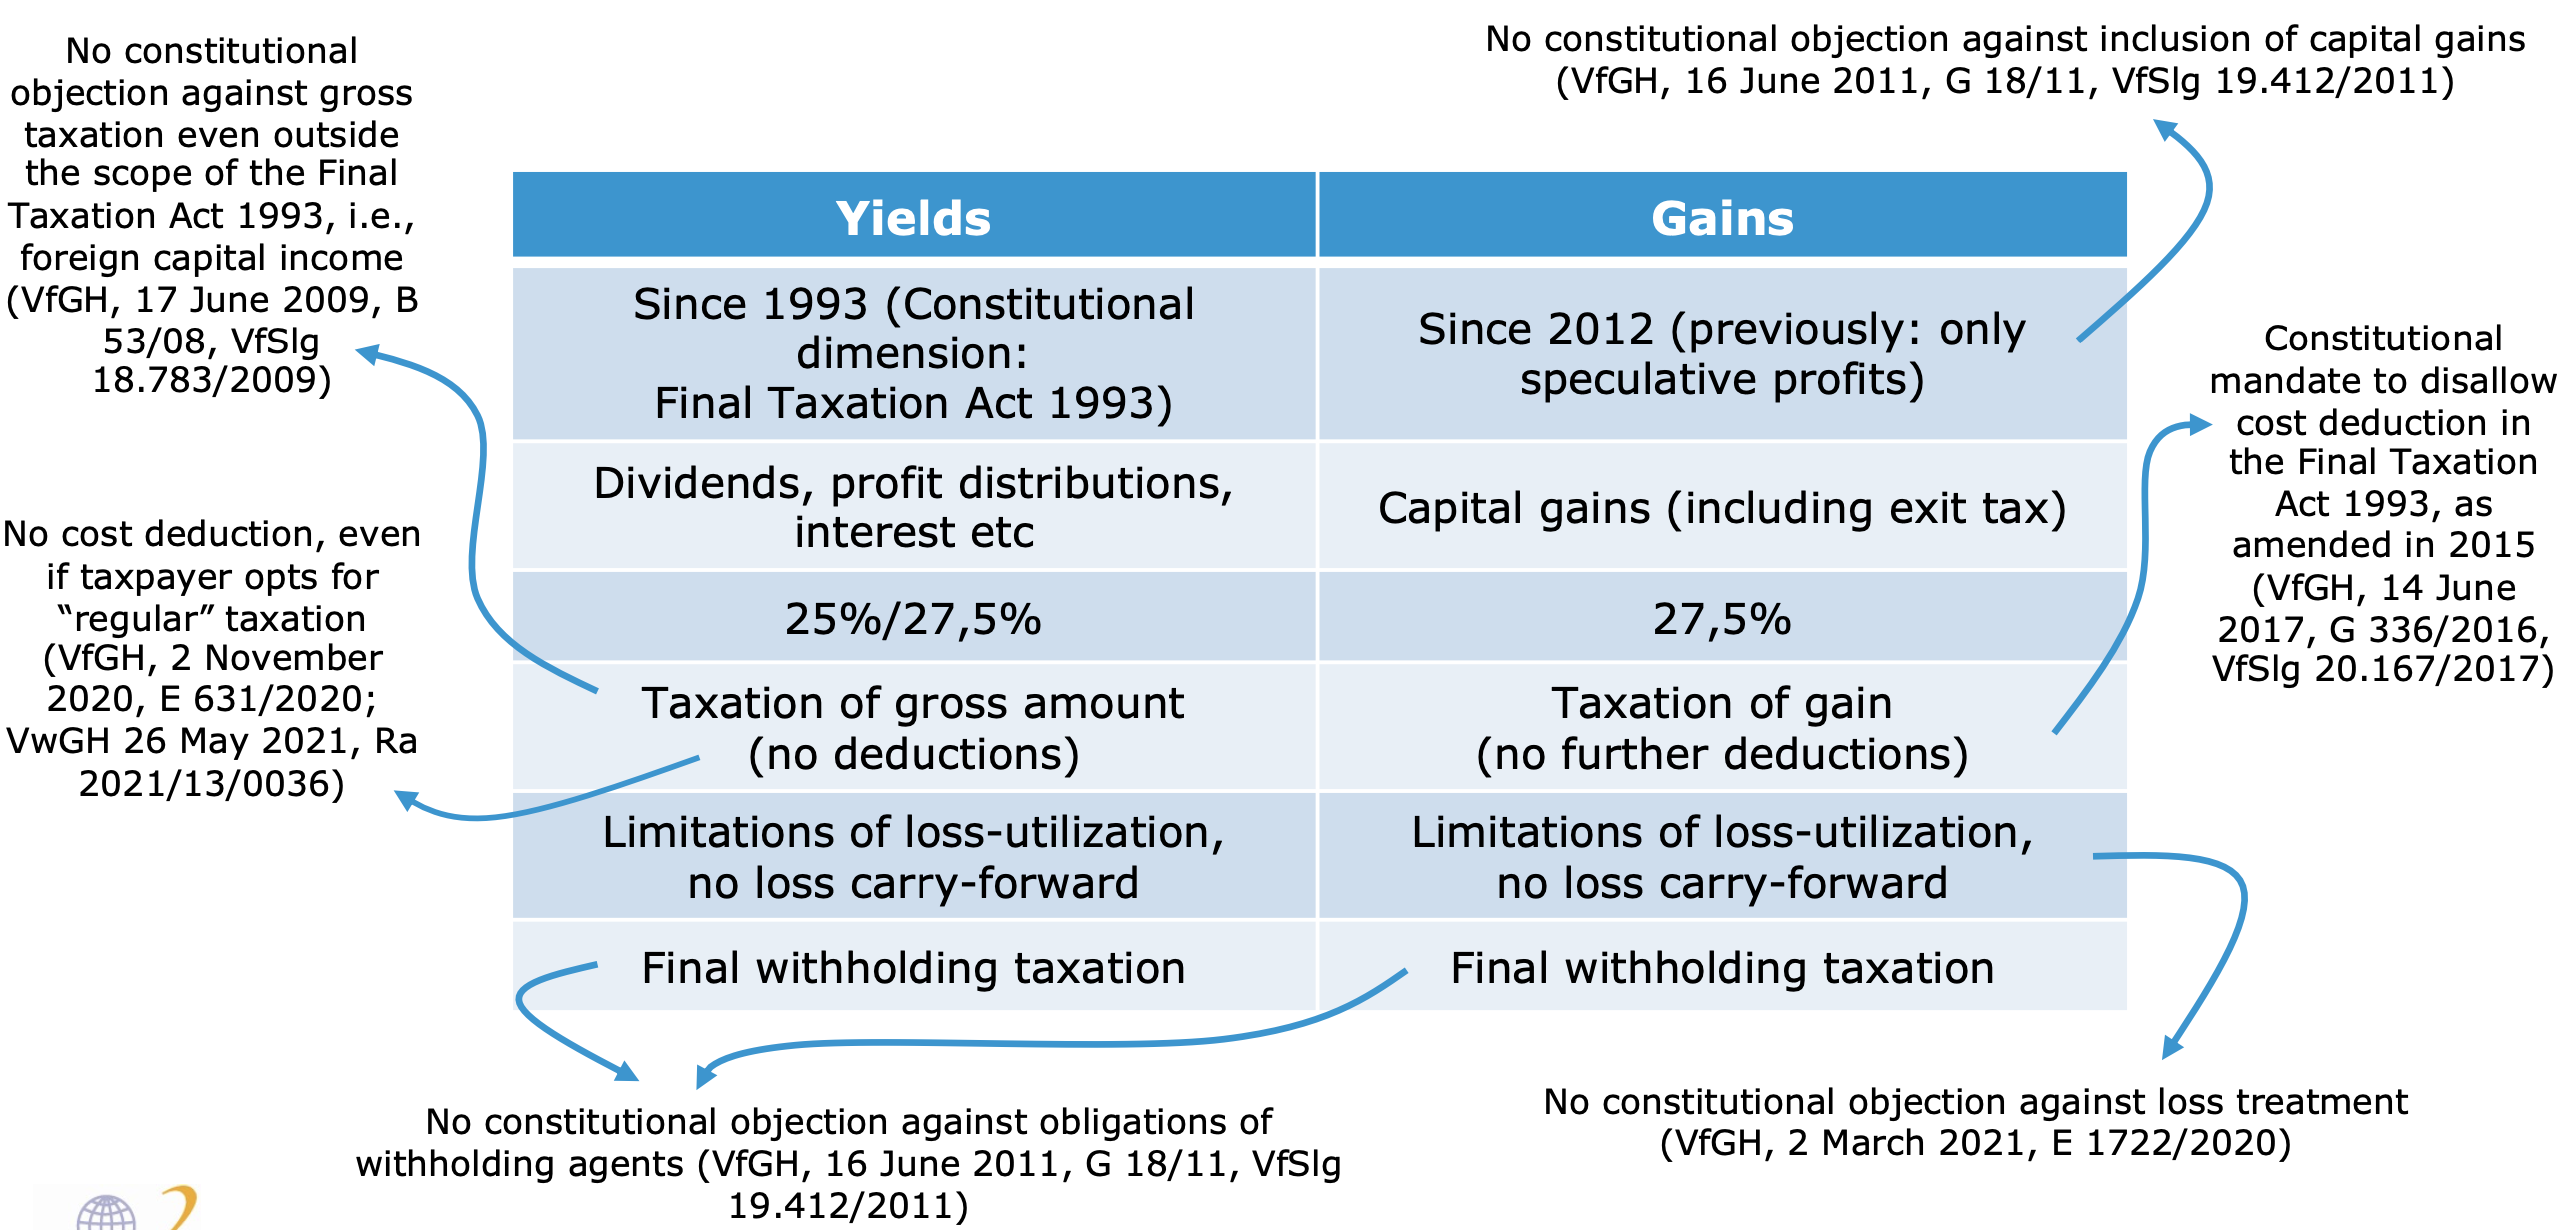 No constitutional
objection against gross
taxation even outside
the scope of the Final
Taxation Act 1993, i.e.,
foreign capital income
(VfGH, 17 June 2009, B
53/08, VfSlg
18.783/2009)
No cost deduction, even
if taxpayer opts for
“regular” taxation
(VfGH, 2 November
2020, E 631/2020;
VwGH 26 May 2021, Ra
2021/13/0036)
No constitutional objection against inclusion of capital gains
(VfGH, 16 June 2011, G 18/11, VfSlg 19.412/2011)
Yields
Gains
Since 1993 (Constitutional
dimension:
Final Taxation Act 1993)
Since 2012 (previously: only
speculative profits)
Dividends, profit distributions,
interest etc
Capital gains (including exit tax)
25%/27,5%
27,5%
Taxation of gross amount
(no deductions)
Taxation of gain
(no further deductions)
Limitations of loss-utilization,
no loss carry-forward
Limitations of loss-utilization,
no loss carry-forward
Final withholding taxation
Final withholding taxation
Constitutional
mandate to disallow
cost deduction in
the Final Taxation
Act 1993, as
amended in 2015
(VfGH, 14 June
2017, G 336/2016,
VfSlg 20.167/2017)
No constitutional objection against obligations of
withholding agents (VfGH, 16 June 2011, G 18/11, VfSlg
19.412/2011)
No constitutional objection against loss treatment
(VfGH, 2 March 2021, E 1722/2020)